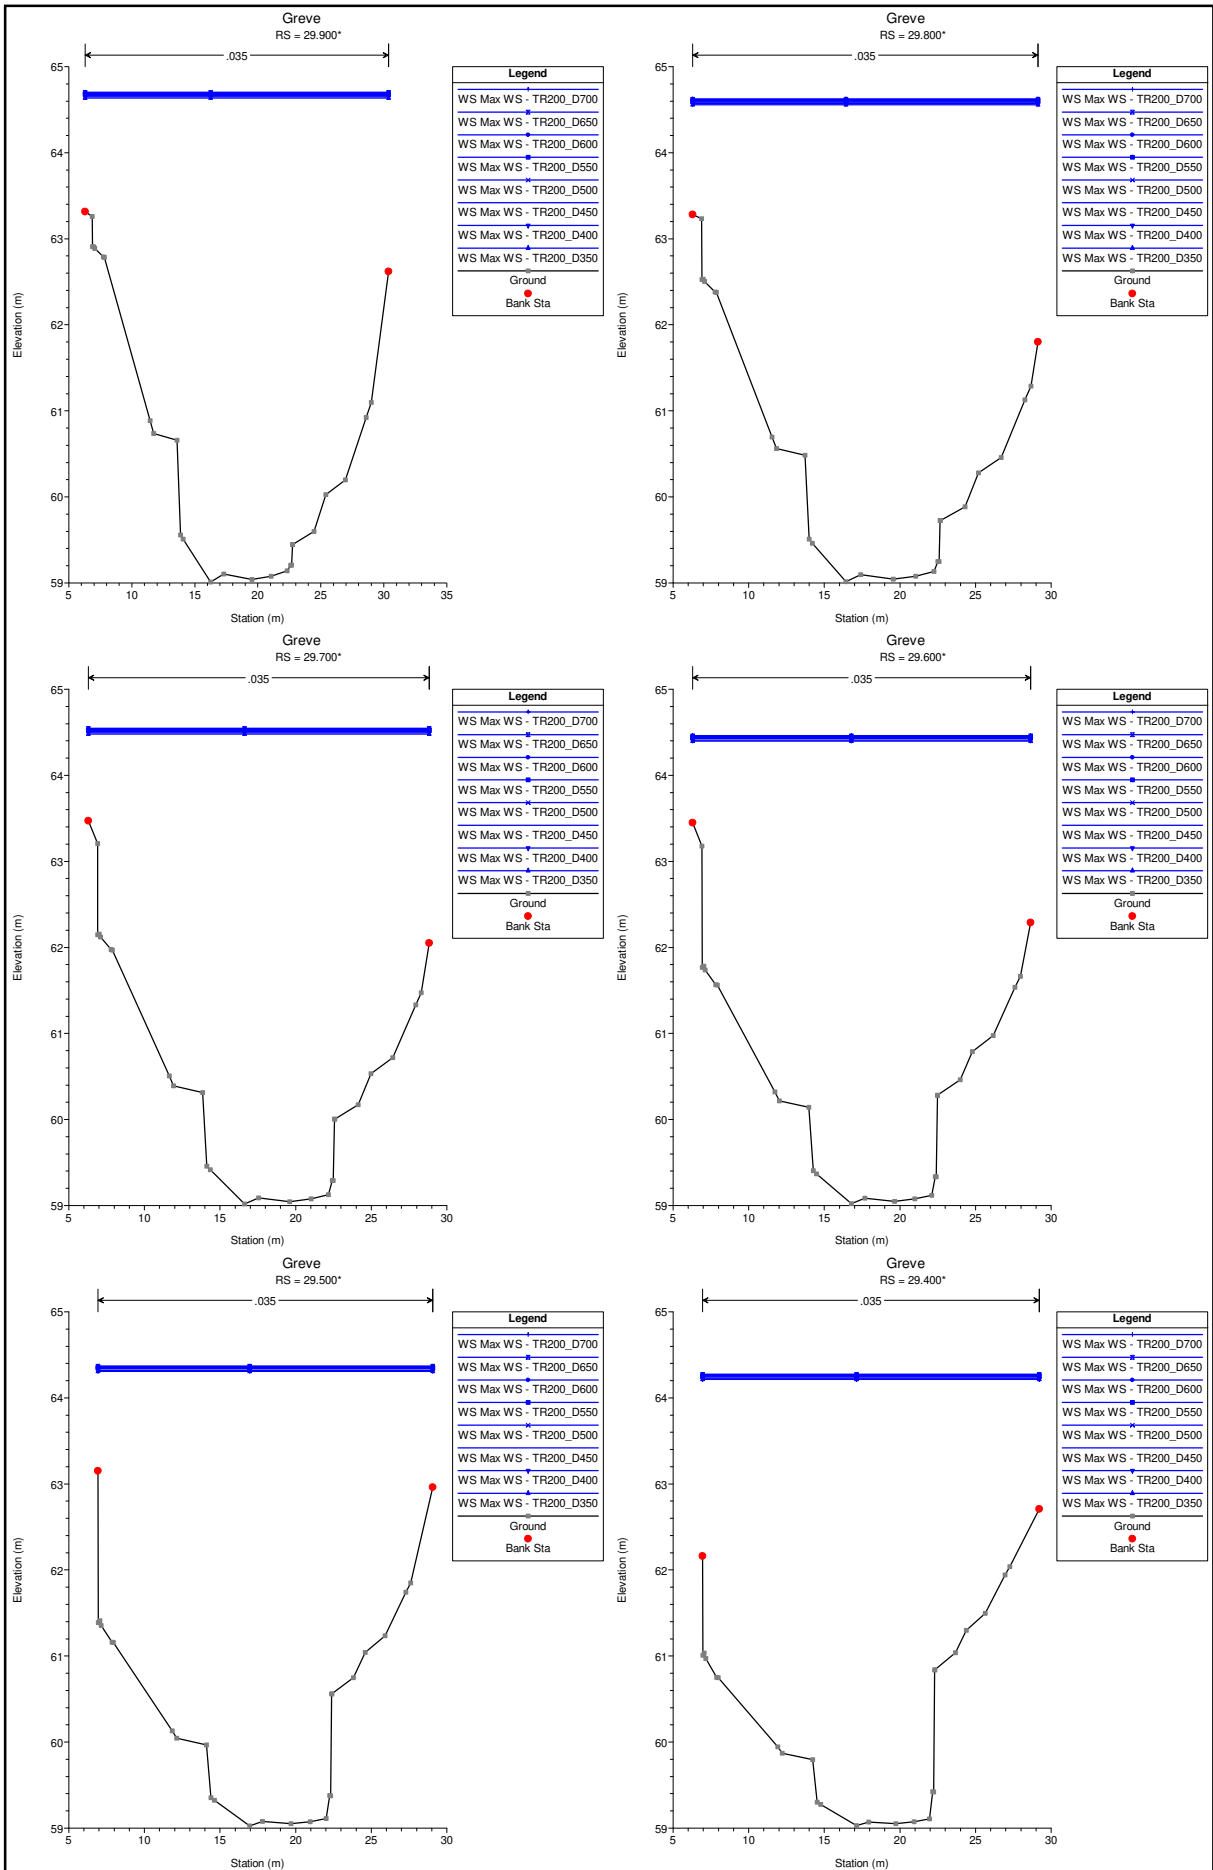 Greve
RS = 29.900*
.035
65
64
63
62
61
60
59
5
10
15
20
25
30
35
Elevation (m)
Station (m)
Legend
WS Max WS - TR200_D700
WS Max WS - TR200_D650
WS Max WS - TR200_D600
WS Max WS - TR200_D550
WS Max WS - TR200_D500
WS Max WS - TR200_D450
WS Max WS - TR200_D400
WS Max WS - TR200_D350
Ground
Bank Sta
Greve
RS = 29.800*
.035
65
64
63
62
61
60
59
5
10
15
20
25
30
Elevation (m)
Station (m)
Legend
WS Max WS - TR200_D700
WS Max WS - TR200_D650
WS Max WS - TR200_D600
WS Max WS - TR200_D550
WS Max WS - TR200_D500
WS Max WS - TR200_D450
WS Max WS - TR200_D400
WS Max WS - TR200_D350
Ground
Bank Sta
Greve
RS = 29.700*
.035
65
64
63
62
61
60
59
5
10
15
20
25
30
Elevation (m)
Station (m)
Legend
WS Max WS - TR200_D700
WS Max WS - TR200_D650
WS Max WS - TR200_D600
WS Max WS - TR200_D550
WS Max WS - TR200_D500
WS Max WS - TR200_D450
WS Max WS - TR200_D400
WS Max WS - TR200_D350
Ground
Bank Sta
Greve
RS = 29.600*
.035
65
64
63
62
61
60
59
5
10
15
20
25
30
Elevation (m)
Station (m)
Legend
WS Max WS - TR200_D700
WS Max WS - TR200_D650
WS Max WS - TR200_D600
WS Max WS - TR200_D550
WS Max WS - TR200_D500
WS Max WS - TR200_D450
WS Max WS - TR200_D400
WS Max WS - TR200_D350
Ground
Bank Sta
Greve
RS = 29.500*
.035
65
64
63
62
61
60
59
5
10
15
20
25
30
35
Elevation (m)
Station (m)
Legend
WS Max WS - TR200_D700
WS Max WS - TR200_D650
WS Max WS - TR200_D600
WS Max WS - TR200_D550
WS Max WS - TR200_D500
WS Max WS - TR200_D450
WS Max WS - TR200_D400
WS Max WS - TR200_D350
Ground
Bank Sta
Greve
RS = 29.400*
.035
65
64
63
62
61
60
59
5
10
15
20
25
30
Elevation (m)
Station (m)
Legend
WS Max WS - TR200_D700
WS Max WS - TR200_D650
WS Max WS - TR200_D600
WS Max WS - TR200_D550
WS Max WS - TR200_D500
WS Max WS - TR200_D450
WS Max WS - TR200_D400
WS Max WS - TR200_D350
Ground
Bank Sta